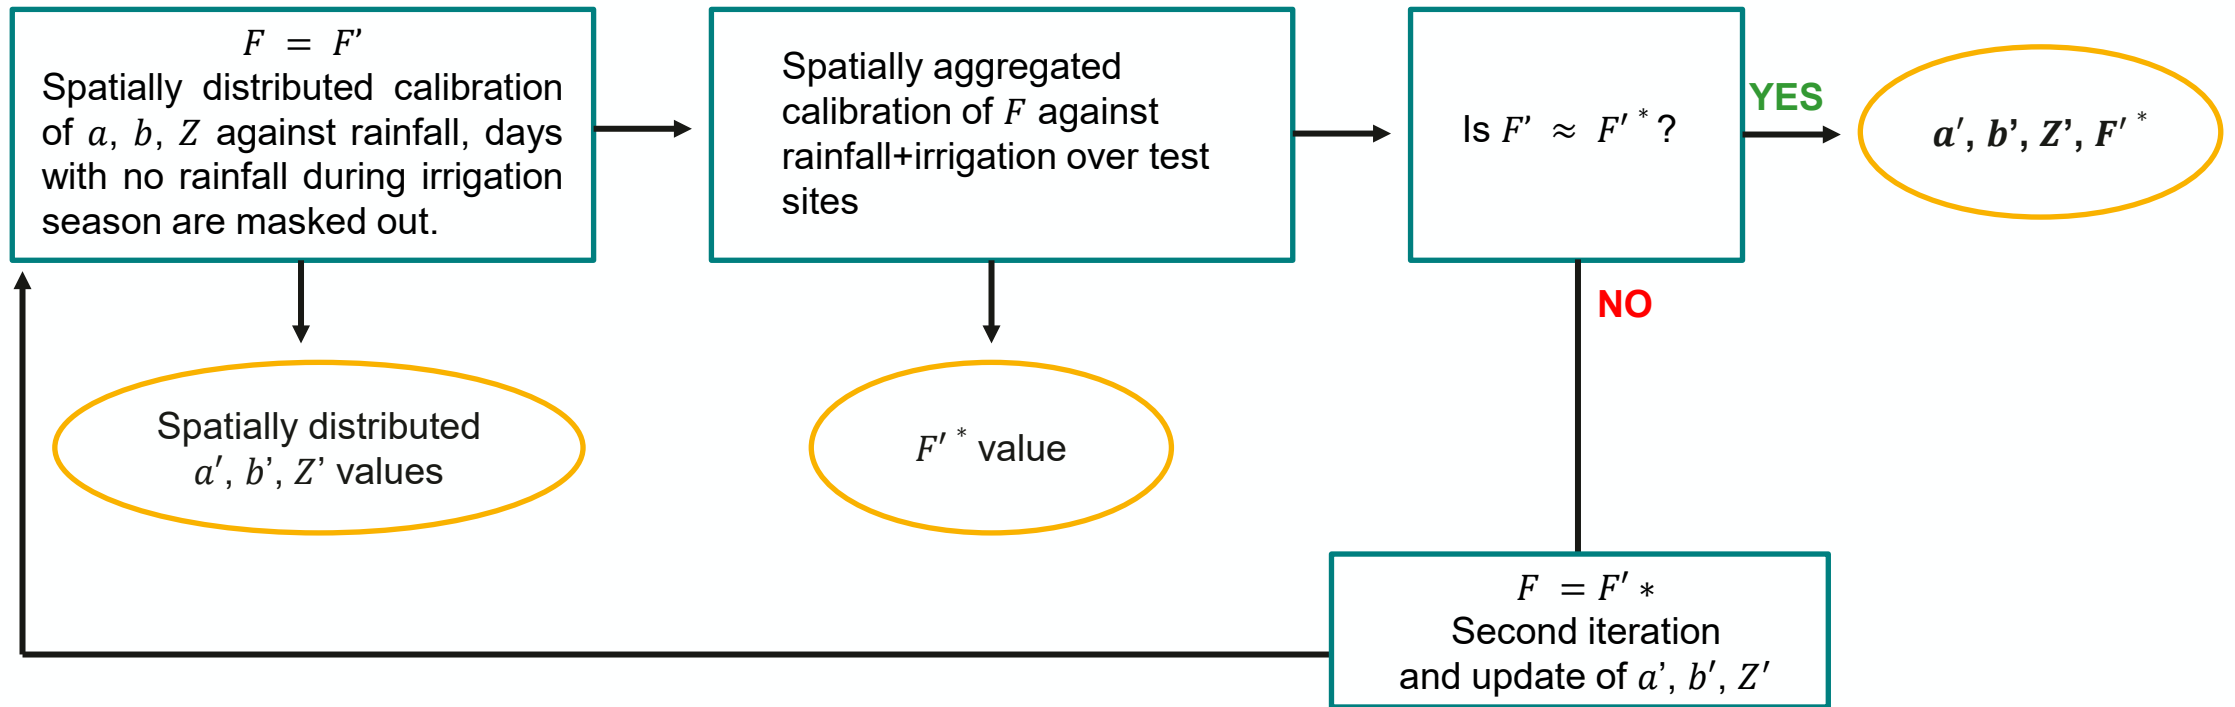 F = F’
Spatially distributed calibration
of a, b, Z against rainfall, days
with no rainfall during irrigation
season are masked out.
Spatially aggregated
calibration of F against
rainfall+irrigation over test
sites
Is F’ ≈ F′ * ?
YES
a′, b’, Z’, F′ *
NO
Spatially distributed
a′, b’, Z’ values
F′ * value
F = F′ *
Second iteration
and update of a’, b′, Z′